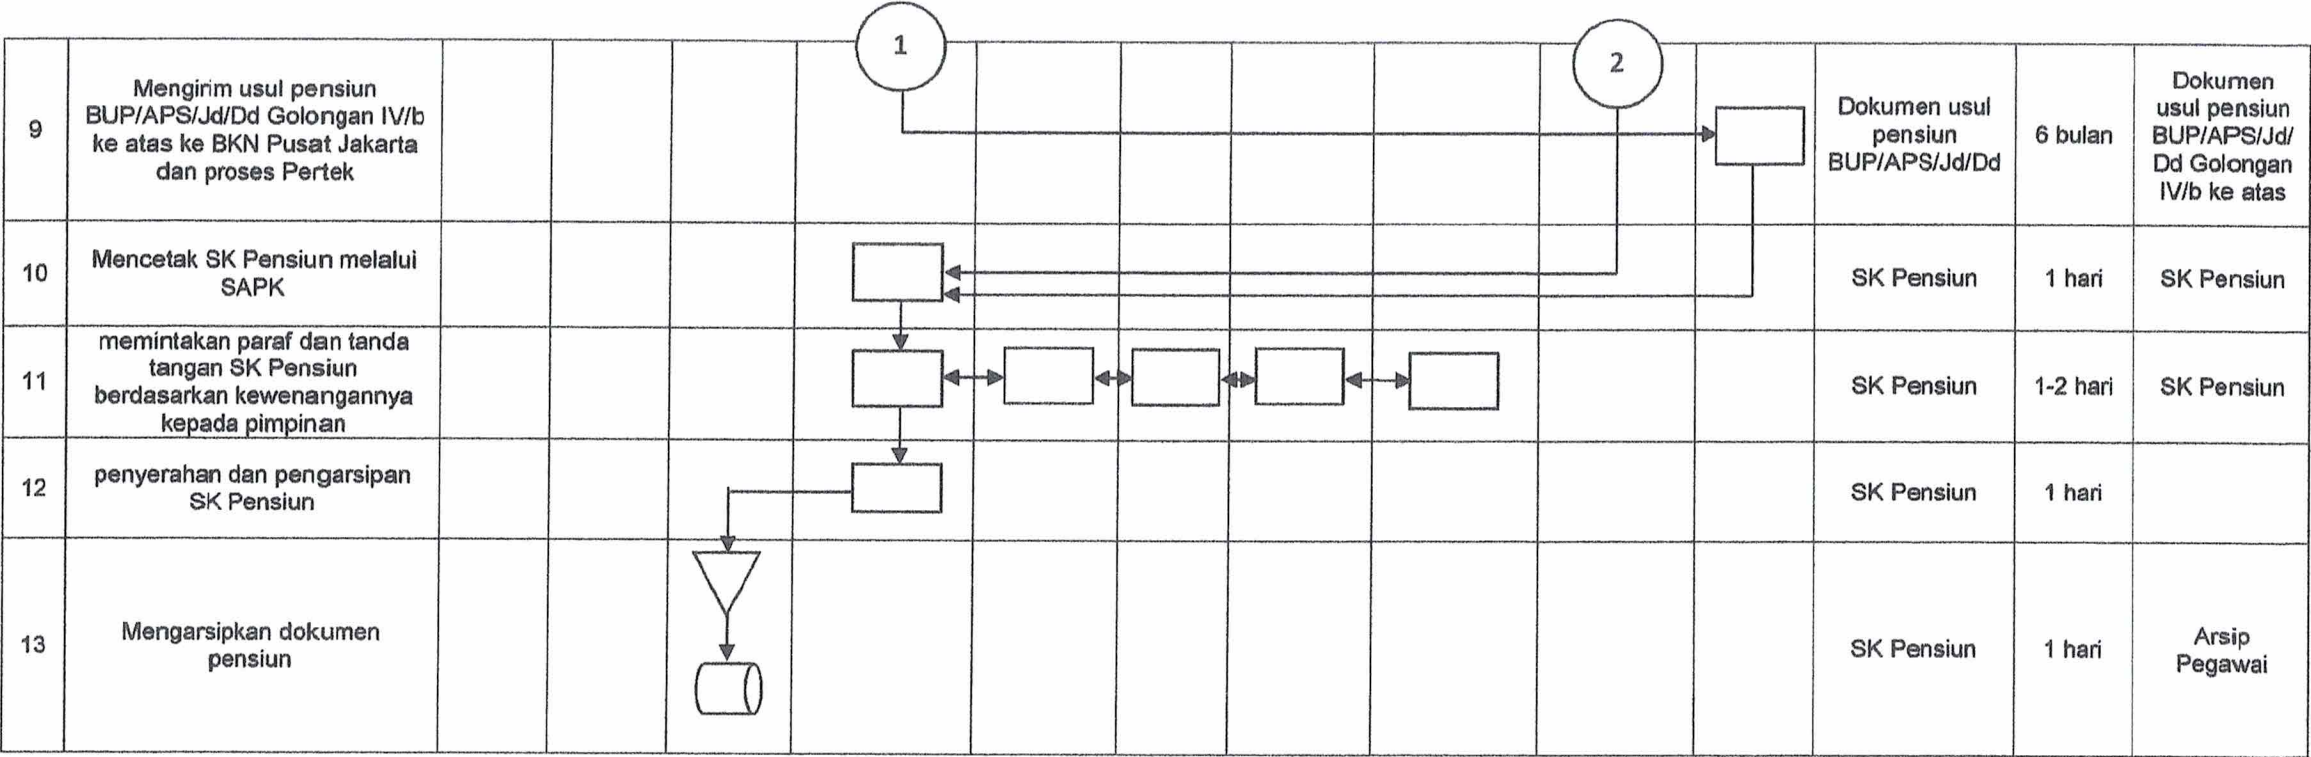 1
2
9
Mengirim usul pensiun
BUP/APS/Jd/Dd Golongan IV/b
ke atas ke BKN Pusat Jakarta
dan proses Pertek
Dokumen usul
pensiun
BUP/APS/Jd/Dd
6 bulan
Dokumen
usul pensiun
BUP/APS/Jd/
Dd Golongan
IV/b ke atas
10
Mencetak SK Pensiun melalui
SAPK
SK Pensiun
1 hari
SK Pensiun
11
memintakan paraf dan tanda
tangan SK Pensiun
berdasarkan kewenangannya
kepada pimpinan
SK Pensiun
1-2 hari
SK Pensiun
12
penyerahan dan pengarsipan
SK Pensiun
SK Pensiun
1 hari
13
Mengarsipkan dokumen
pensiun
SK Pensiun
1 hari
Arsip
Pegawai